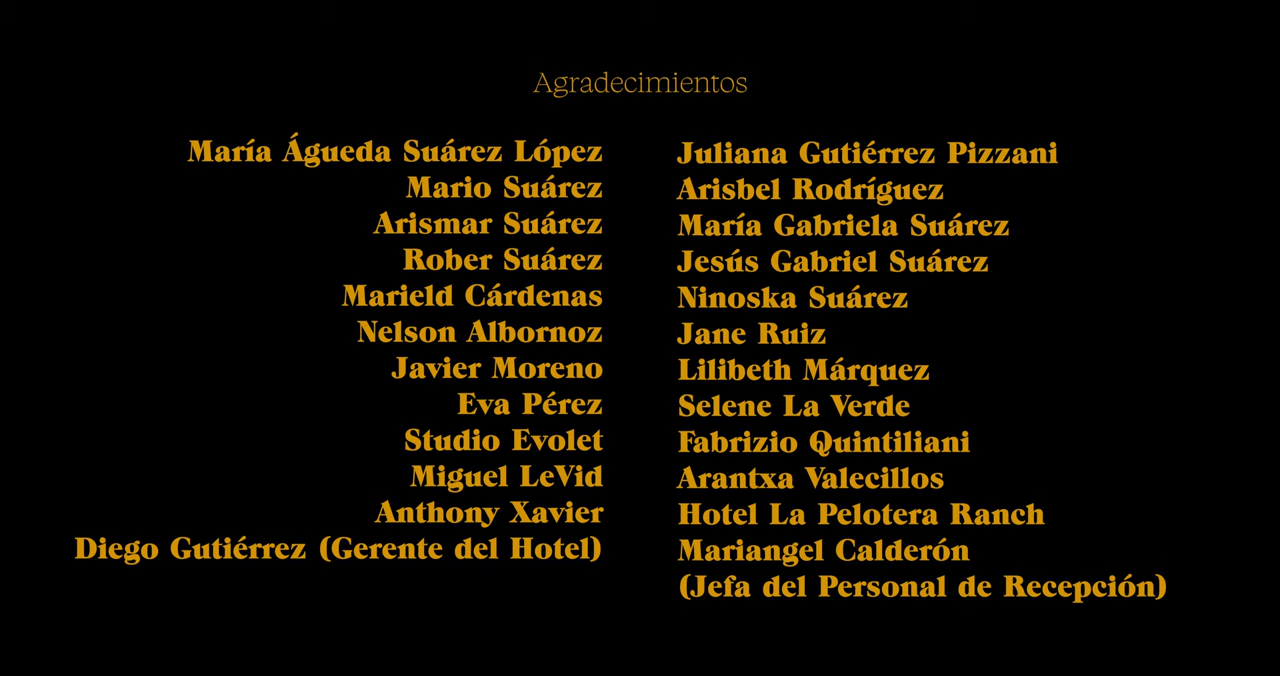 Agradecimientos
María Águeda Suárez López
Mario Suárez
Arismar Suárez
Rober Suárez
Marield Cárdenas
Nelson Albornoz
Javier Moreno
Eva Pérez
Studio Evolet
Miguel LeVid
Anthony Xavier
Diego Gutiérrez (Gerente del Hotel)
Juliana Gutiérrez Pizzani
Arisbel Rodríguez
María Gabriela Suárez
Jesús Gabriel Suárez
Ninoska Suárez
Jane Ruiz
Lilibeth Márquez
Selene La Verde
Fabrizio Quintiliani
Arantxa Valecillos
Hotel La Pelotera Ranch
Mariangel Calderón
(Jefa del Personal de Recepción)